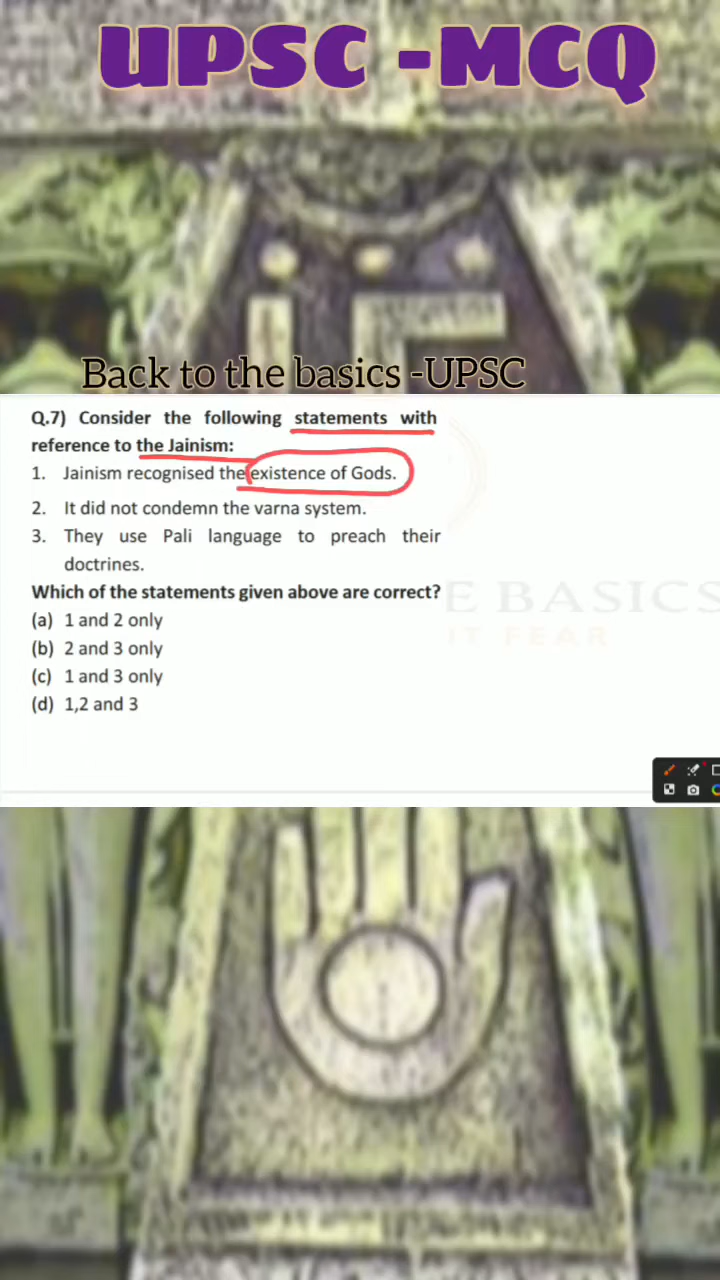 UPSC -MCQ
Back to the basics -UPSC
Q.7) Consider the following statements with
reference to the Jainism:
1. Jainism recognised the existence of Gods.
2. It did not condemn the varna system.
3. They use Pali language to preach their
doctrines.
Which of the statements given above are correct?
(a) 1 and 2 only
(b) 2 and 3 only
(c) 1 and 3 only
(d) 1,2 and 3
E BASICS
IT FEAR